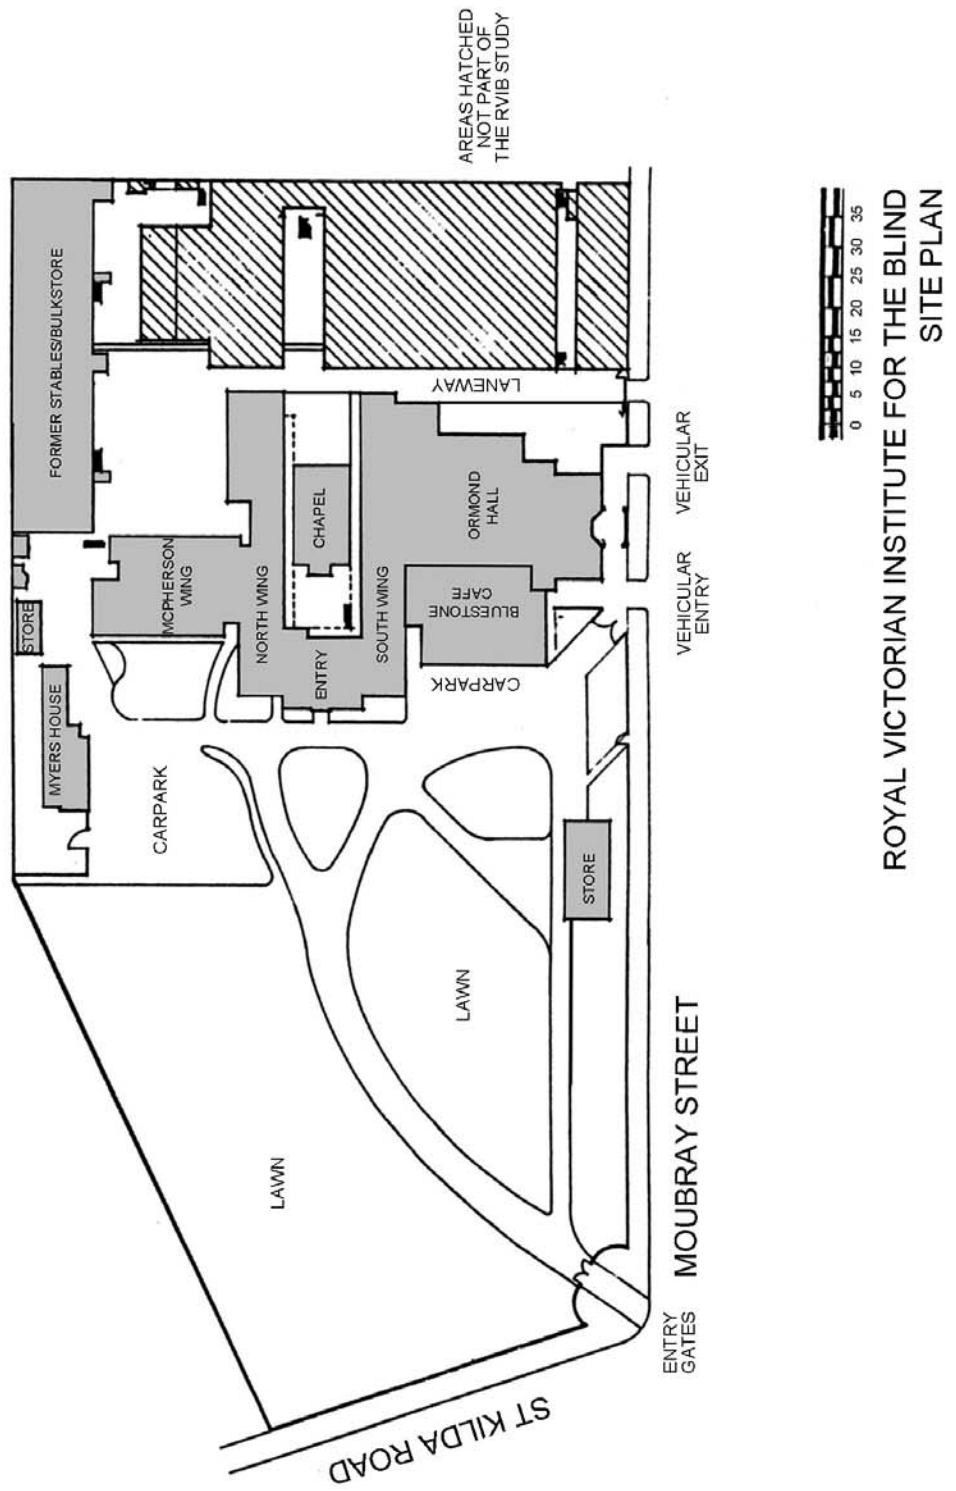 AREAS HATCHED
NOT PART OF
THE RVIB STUDY
FORMER STABLES/BULKSTORE
LANEWAY
STORE
MCPHERSON
WING
CHAPEL
ORMOND
HALL
VEHICULAR
EXIT
MYERS HOUSE
NORTH WING
ENTRY
SOUTH WING
BLUESTONE
CAFE
VEHICULAR
ENTRY
CARPARK
CARPARK
STORE
LAWN
LAWN
MOUBRAY STREET
ENTRY
GATES
ST KILDA ROAD
0 5 10 15 20 25 30 35
ROYAL VICTORIAN INSTITUTE FOR THE BLIND
SITE PLAN